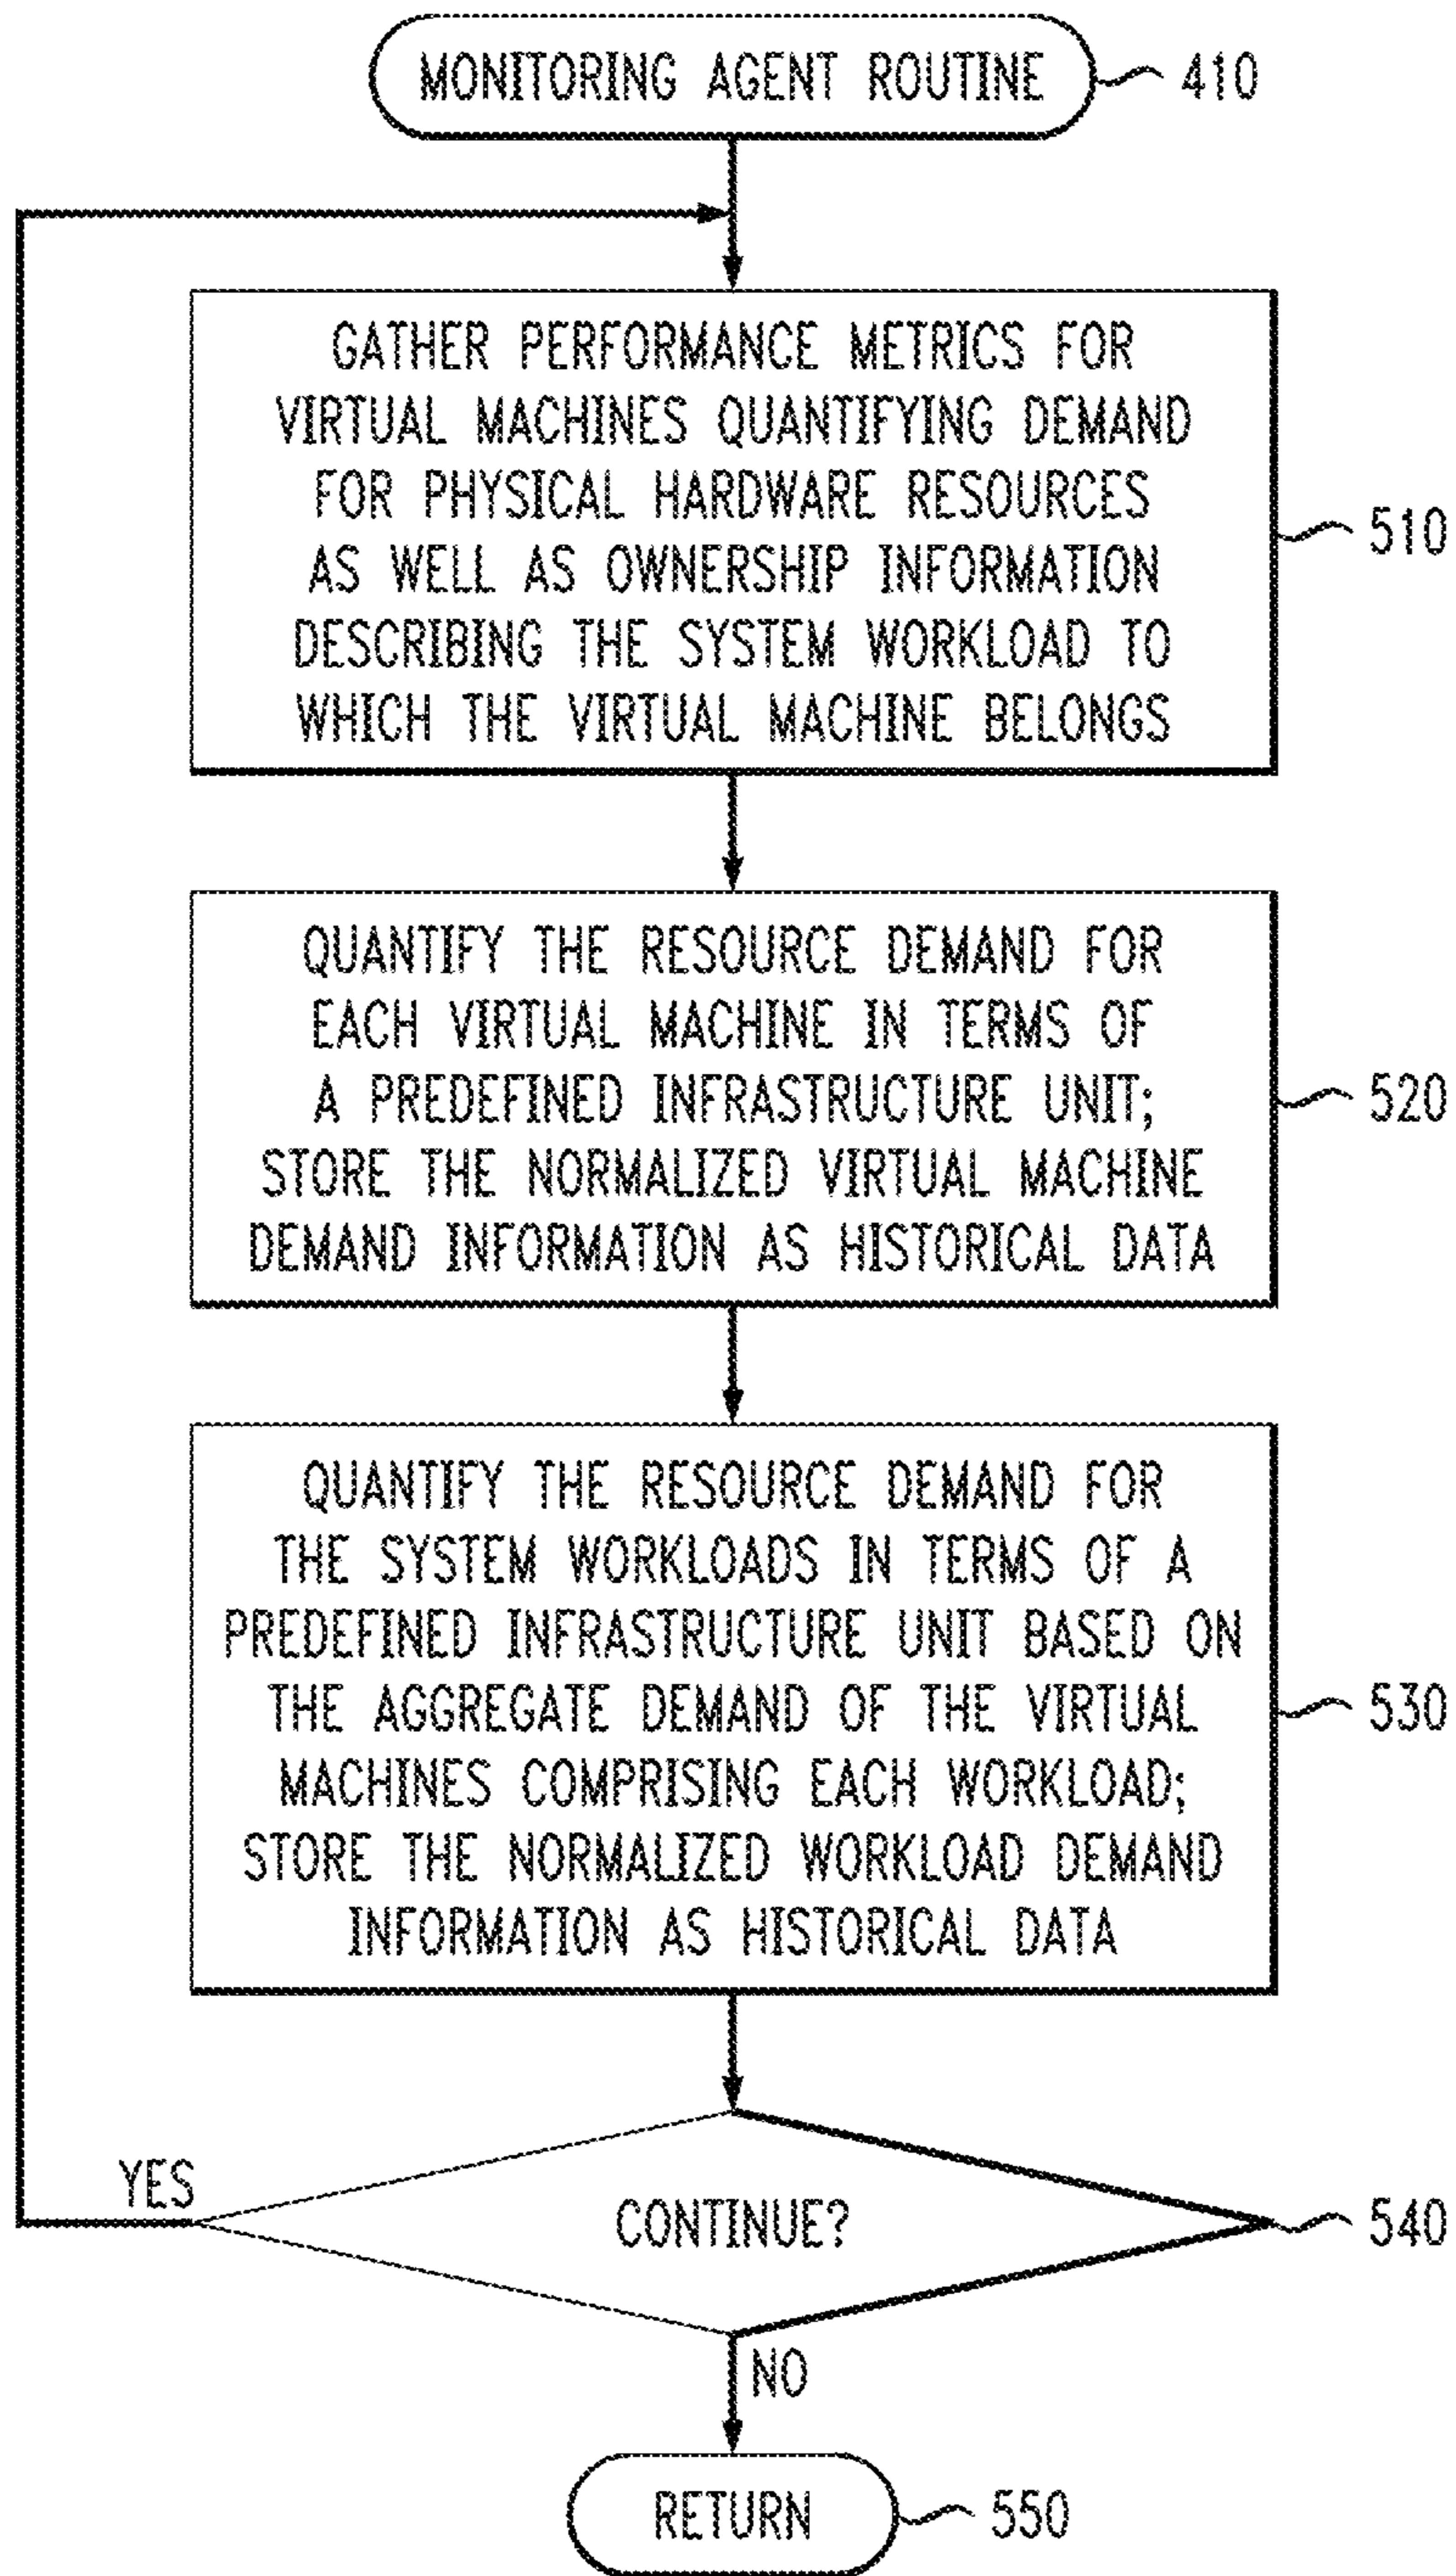 MONITORING AGENT ROUTINE
410
GATHER PERFORMANCE METRICS FOR
VIRTUAL MACHINES QUANTIFYING DEMAND
FOR PHYSICAL HARDWARE RESOURCES
AS WELL AS OWNERSHIP INFORMATION
DESCRIBING THE SYSTEM WORKLOAD TO
WHICH THE VIRTUAL MACHINE BELONGS
510
QUANTIFY THE RESOURCE DEMAND FOR
EACH VIRTUAL MACHINE IN TERMS OF
A PREDEFINED INFRASTRUCTURE UNIT;
STORE THE NORMALIZED VIRTUAL MACHINE
DEMAND INFORMATION AS HISTORICAL DATA
520
QUANTIFY THE RESOURCE DEMAND FOR
THE SYSTEM WORKLOADS IN TERMS OF A
PREDEFINED INFRASTRUCTURE UNIT BASED ON
THE AGGREGATE DEMAND OF THE VIRTUAL
MACHINES COMPRISING EACH WORKLOAD;
STORE THE NORMALIZED WORKLOAD DEMAND
INFORMATION AS HISTORICAL DATA
530
YES
CONTINUE?
540
NO
RETURN
550